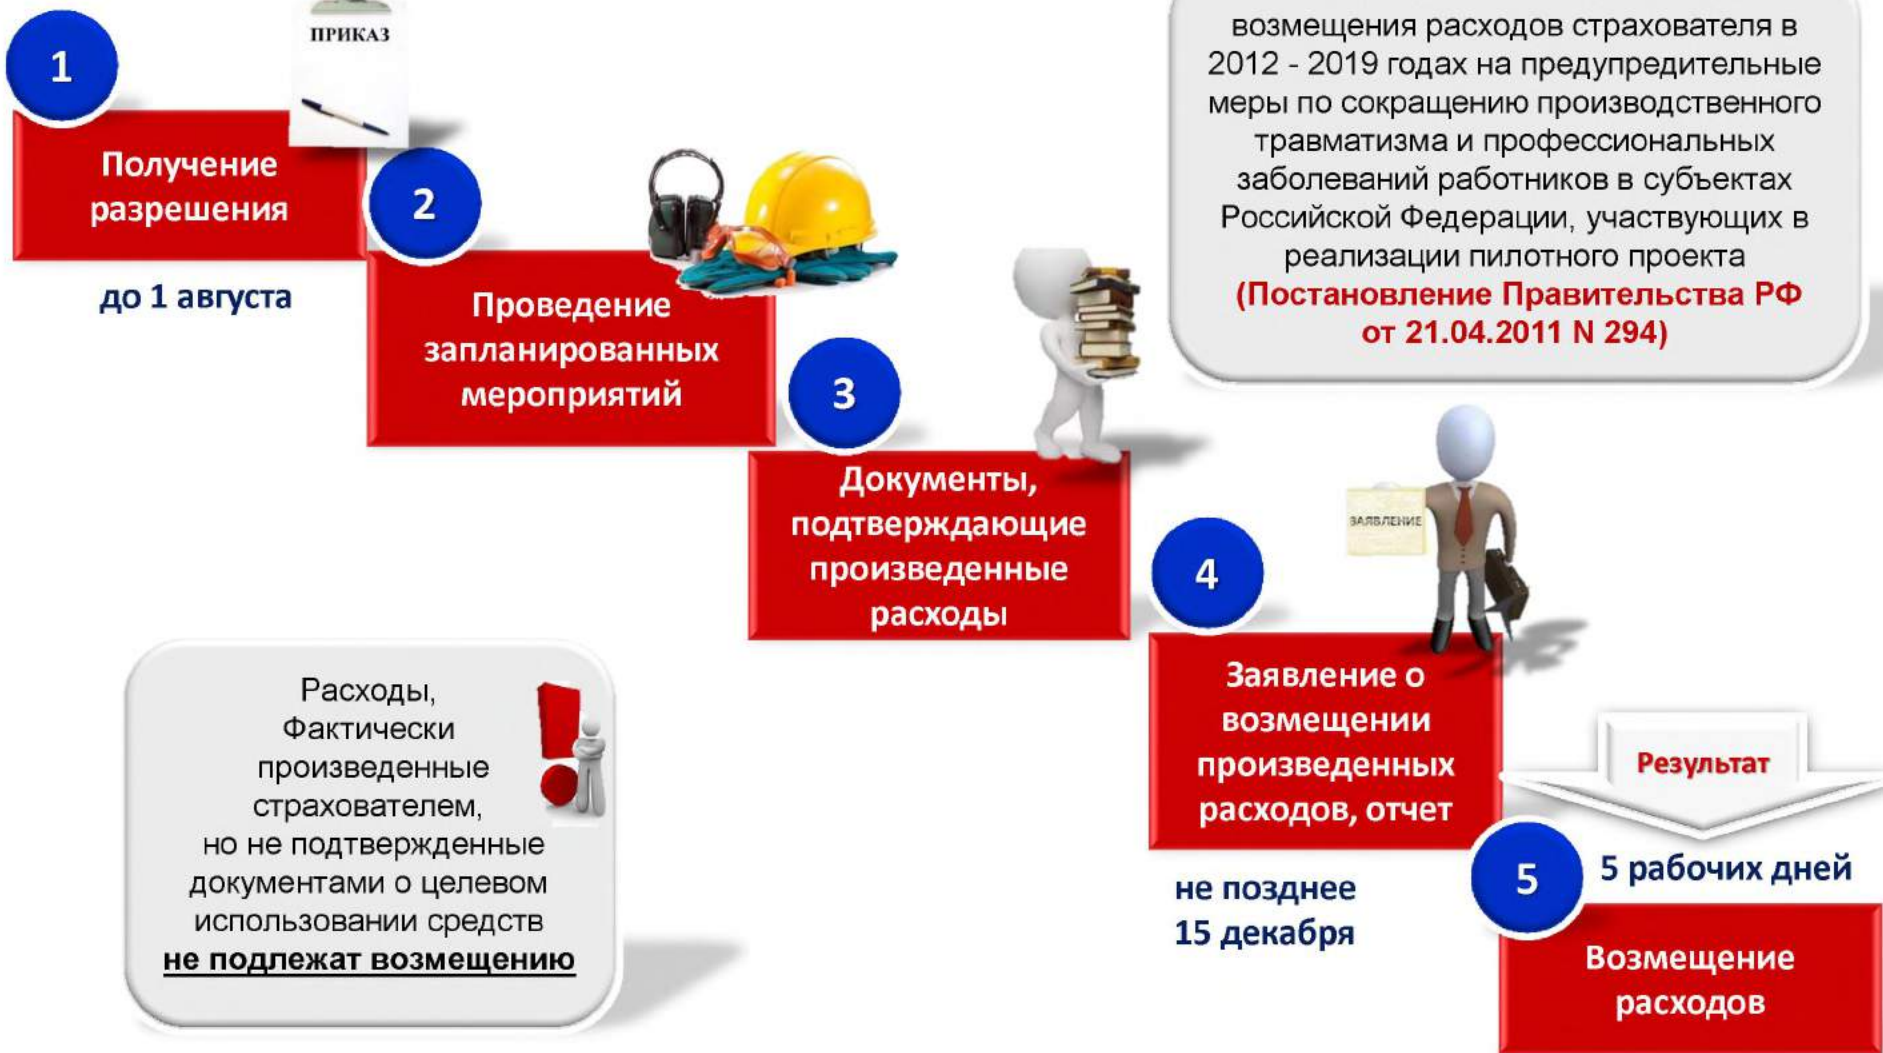 1
ПРИКАЗ
Получение
разрешения
до 1 августа
2
Проведение
запланированных
мероприятий
3
Документы,
подтверждающие
произведенные
расходы
возмещения расходов страхователя в
2012 - 2019 годах на предупредительные
меры по сокращению производственного
травматизма и профессиональных
заболеваний работников в субъектах
Российской Федерации, участвующих в
реализации пилотного проекта
(Постановление Правительства РФ
от 21.04.2011 N 294)
4
ЗАЯВЛЕНИЕ
Заявление о
возмещении
произведенных
расходов, отчет
не позднее
15 декабря
Результат
5 рабочих дней
5
Возмещение
расходов
Расходы,
Фактически
произведенные
страхователем,
но не подтвержденные
документами о целевом
использовании средств
не подлежат возмещению